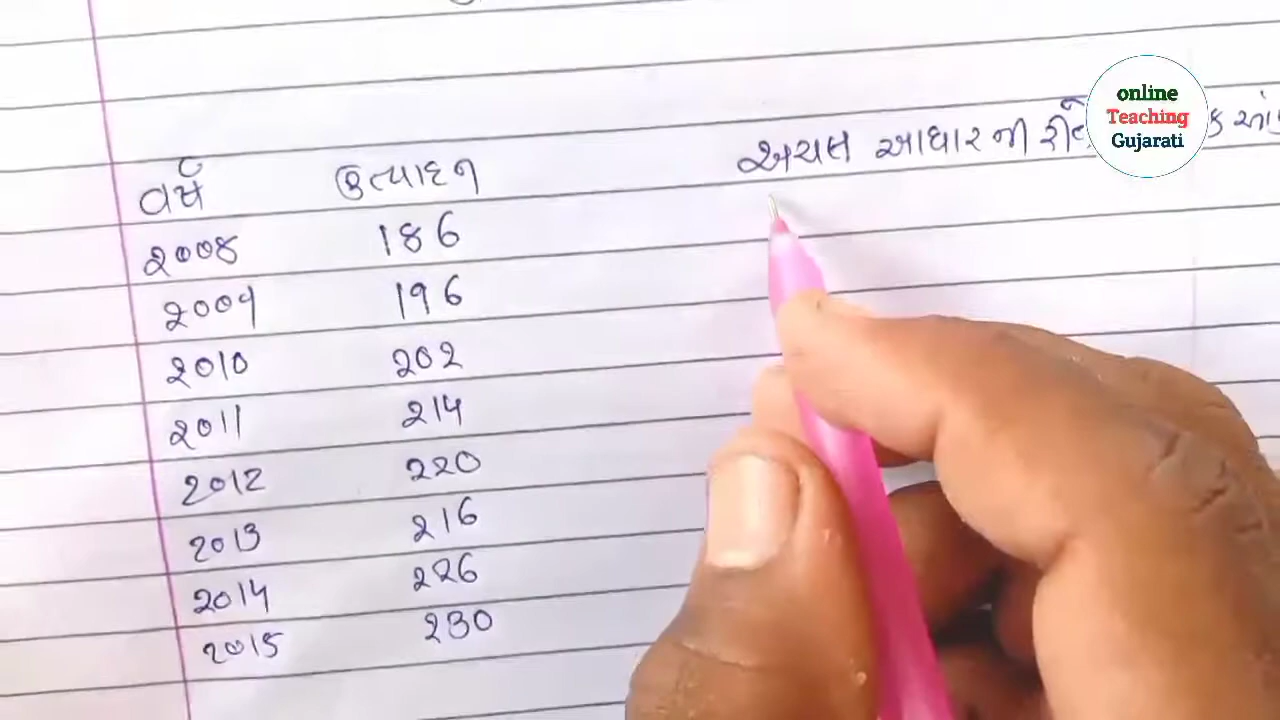 વર્ષ ઉત્પાદન અચલ આધારની
2008 186
2009 196
2010 202
2011 214
2012 220
2013 216
2014 226
2015 230
online
Teaching
Gujarati